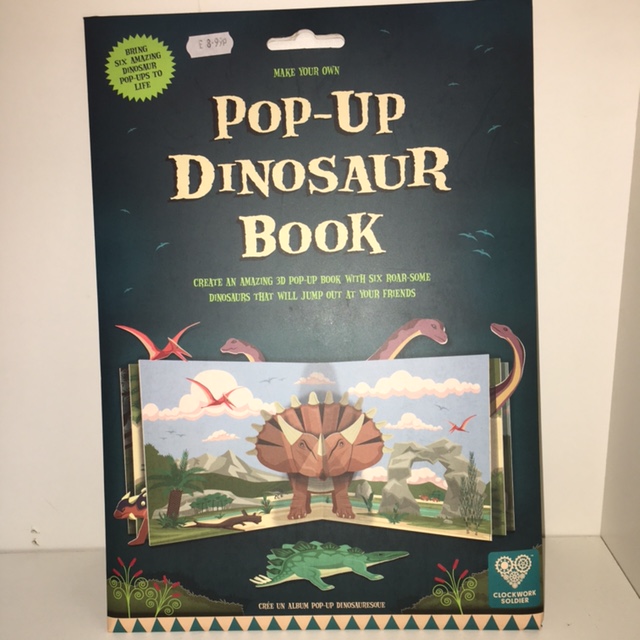 £8-99p
BRING
SIX AMAZING
DINOSAUR
POP-UPS TO
LIFE
MAKE YOUR OWN
POP-UP
DINOSAUR
BOOK
CREATE AN AMAZING 3D POP-UP BOOK WITH SIX ROAR-SOME
DINOSAURS THAT WILL JUMP OUT AT YOUR FRIENDS
CLOCKWORK
SOLDIER
CRÉE UN ALBUM POP-UP DINOSAURESQUE